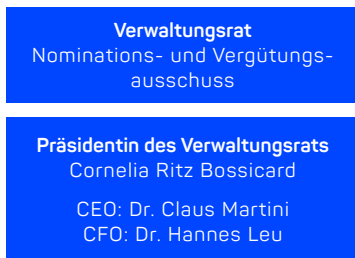 Verwaltungsrat
Nominations- und Vergütungs-
ausschuss
Präsidentin des Verwaltungsrats
Cornelia Ritz Bossicard
CEO: Dr. Claus Martini
CFO: Dr. Hannes Leu